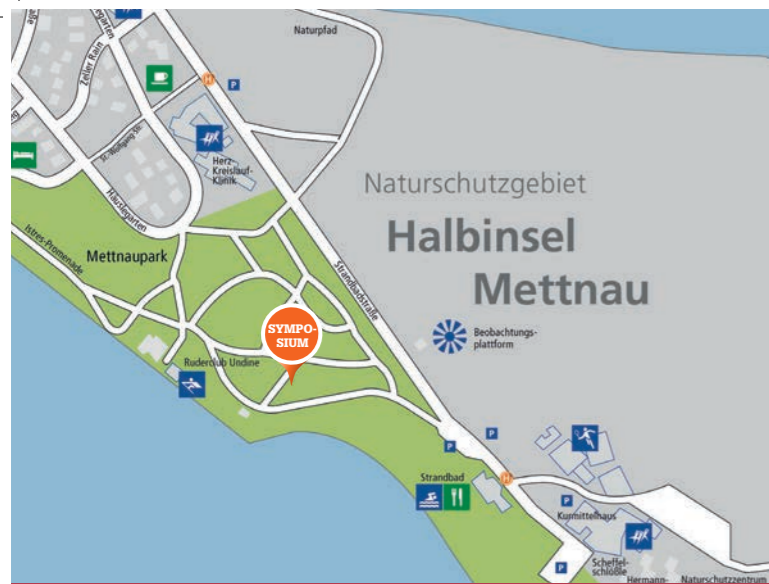 Naturpfad
Zeller Rain
St.-Wolfgang-Str.
Herz-
Kreislauf-
Klinik
Häuslegarten
Naturschutzgebiet
Halbinsel
Mettnau
Istres-Promenade
Mettnaupark
Strandbadstraße
SYMPO-
SIUM
Beobachtungs-
plattform
Ruderclub Undine
Strandbad
Kurmittelhaus
Scheffel-
schlößle
Hermann-
Naturschutzzentrum
H
P
P
P
H
P
P